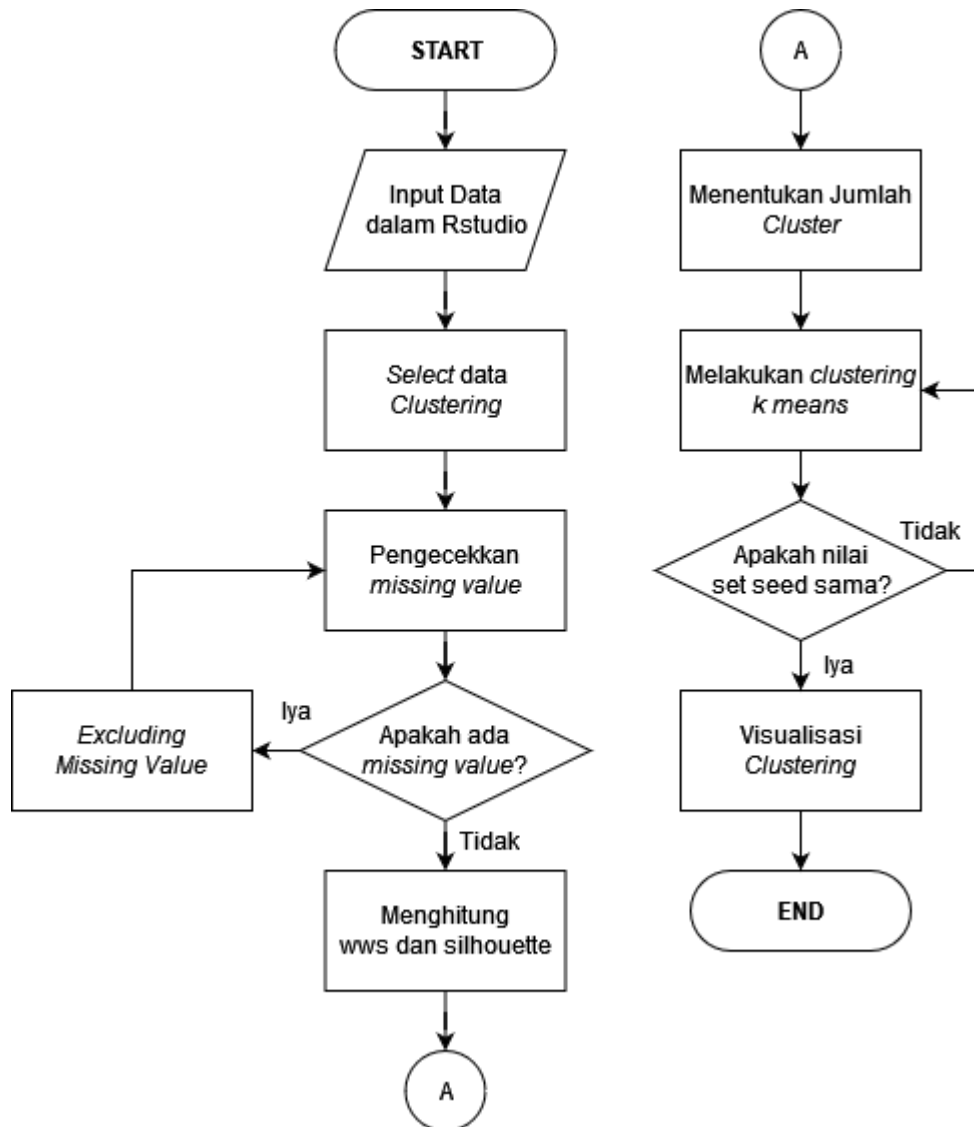 START
Input Data
dalam Rstudio
Select data
Clustering
Pengecekkan
missing value
Apakah ada
missing value?
Iya
Excluding
Missing Value
Tidak
Menghitung
wws dan silhouette
A
A
Menentukan Jumlah
Cluster
Melakukan clustering
k means
Apakah nilai
set seed sama?
Tidak
Iya
Visualisasi
Clustering
END